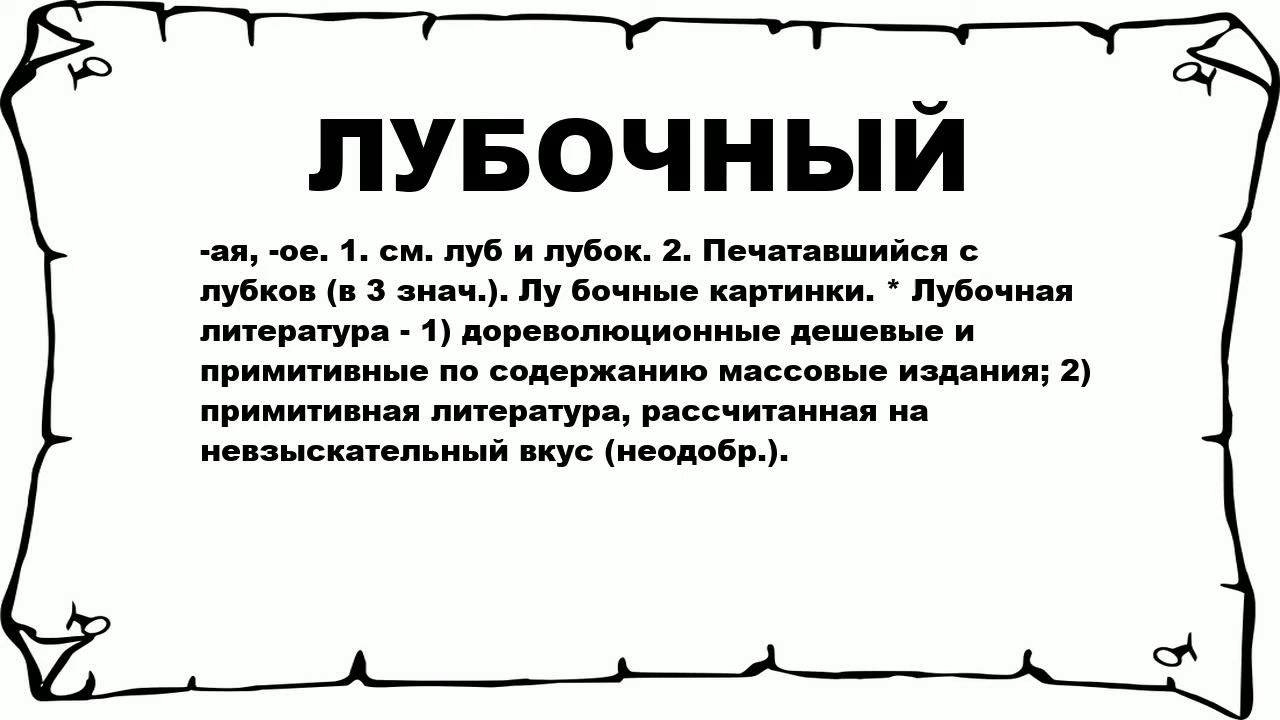 ЛУБОЧНЫЙ
-ая, -ое. 1. см. луб и лубок. 2. Печатавшийся с
лубков (в 3 знач.). Лу бочные картинки. * Лубочная
литература - 1) дореволюционные дешевые и
примитивные по содержанию массовые издания; 2)
примитивная литература, рассчитанная на
невзыскательный вкус (неодобр.).